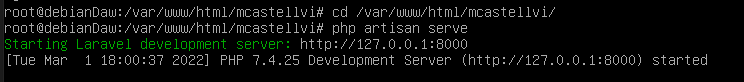 root@debianDaw:/var/www/html/mcastellvi# cd /var/www/html/mcastellvi/
root@debianDaw:/var/www/html/mcastellvi# php artisan serve
Starting Laravel development server: http://127.0.0.1:8000
[Tue Mar  1 18:00:37 2022] PHP 7.4.25 Development Server (http://127.0.0.1:8000) started